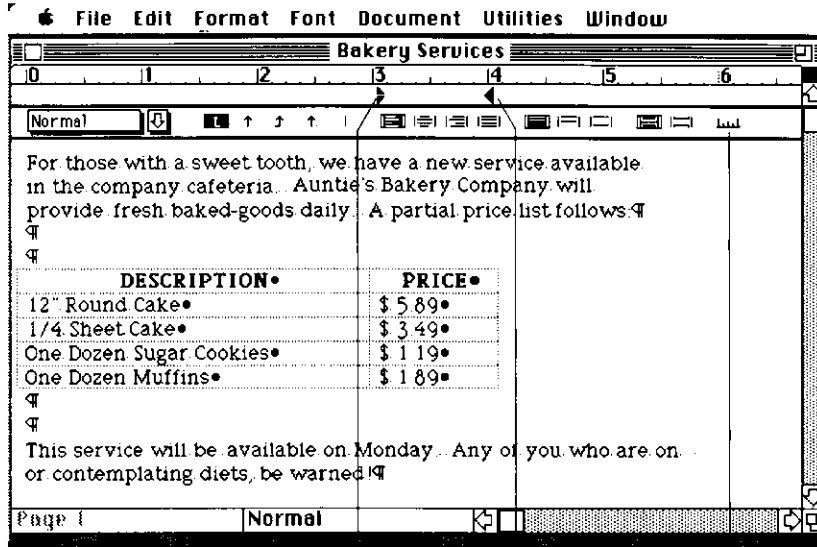 File Edit Format Font Document Utilities Window
Bakery Services
0 1 2 3 4 5 6
Normal
For those with a sweet tooth, we have a new service available
in the company cafeteria. Auntie's Bakery Company will
provide fresh baked-goods daily. A partial price list follows:¶
¶
¶
DESCRIPTION• PRICE•
12" Round Cake• $ 5.89•
1/4 Sheet Cake• $ 3.49•
One Dozen Sugar Cookies• $ 1.19•
One Dozen Muffins• $ 1.89•
¶
¶
This service will be available on Monday. Any of you who are on
or contemplating diets, be warned!¶
Page 1 Normal